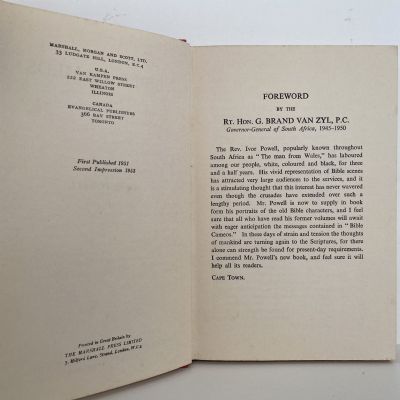 MARSHALL, MORGAN AND SCOTT, LTD.
33 LUDGATE HILL, LONDON, E.C.4
U.S.A.
VAN KAMPEN PRESS
222 EAST WILLOW STREET
WHEATON
ILLINOIS
CANADA
EVANGELICAL PUBLISHERS
366 BAY STREET
TORONTO
First Published 1951
Second Impression 1953
Printed in Great Britain by
THE MARSHALL PRESS LIMITED
7, Milford Lane, Strand, London, W.C.2
FOREWORD
BY THE
RT. HON. G. BRAND VAN ZYL, P.C.
Governor-General of South Africa, 1945-1950
The Rev. Ivor Powell, popularly known throughout
South Africa as "The man from Wales," has laboured
among our people, white, coloured and black, for three
and a half years. His vivid representation of Bible scenes
has attracted very large audiences to the services, and it
is a stimulating thought that this interest has never wavered
even though the crusades have extended over such a
lengthy period. Mr. Powell is now to supply in book
form his portraits of the old Bible characters, and I feel
sure that all who have read his former volumes will await
with eager anticipation the messages contained in "Bible
Cameos." In these days of strain and tension the thoughts
of mankind are turning again to the Scriptures, for there
alone can strength be found for present-day requirements.
I commend Mr. Powell's new book, and feel sure it will
help all its readers.
CAPE TOWN.